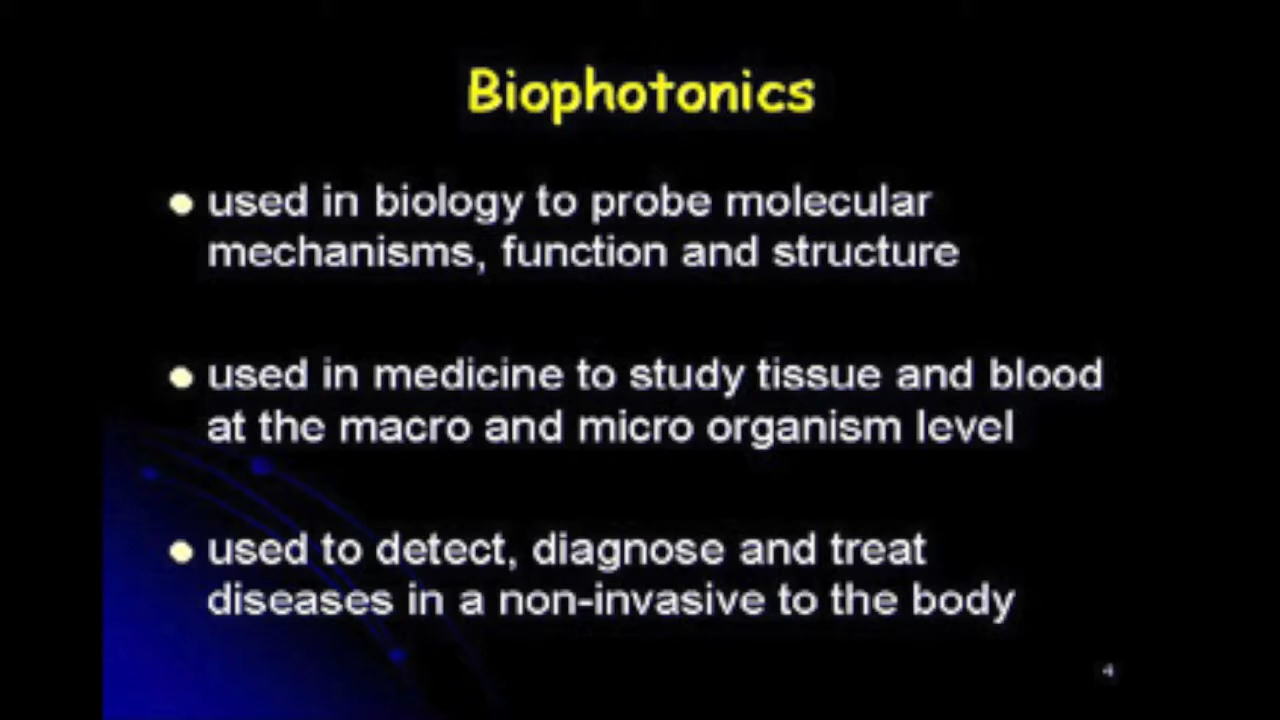 Biophotonics
used in biology to probe molecular
mechanisms, function and structure
used in medicine to study tissue and blood
at the macro and micro organism level
used to detect, diagnose and treat
diseases in a non-invasive to the body
4